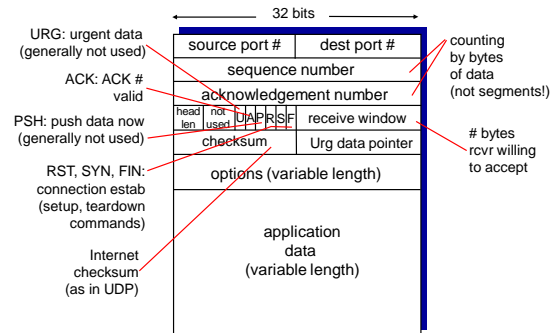 32 bits
URG: urgent data
(generally not used)
ACK: ACK #
valid
PSH: push data now
(generally not used)
RST, SYN, FIN:
connection estab
(setup, teardown
commands)
Internet
checksum
(as in UDP)
source port #
dest port #
sequence number
acknowledgement number
head
len
not
used
U A P R S F
receive window
checksum
Urg data pointer
options (variable length)
application
data
(variable length)
counting
by bytes
of data
(not segments!)
# bytes
rcvr willing
to accept